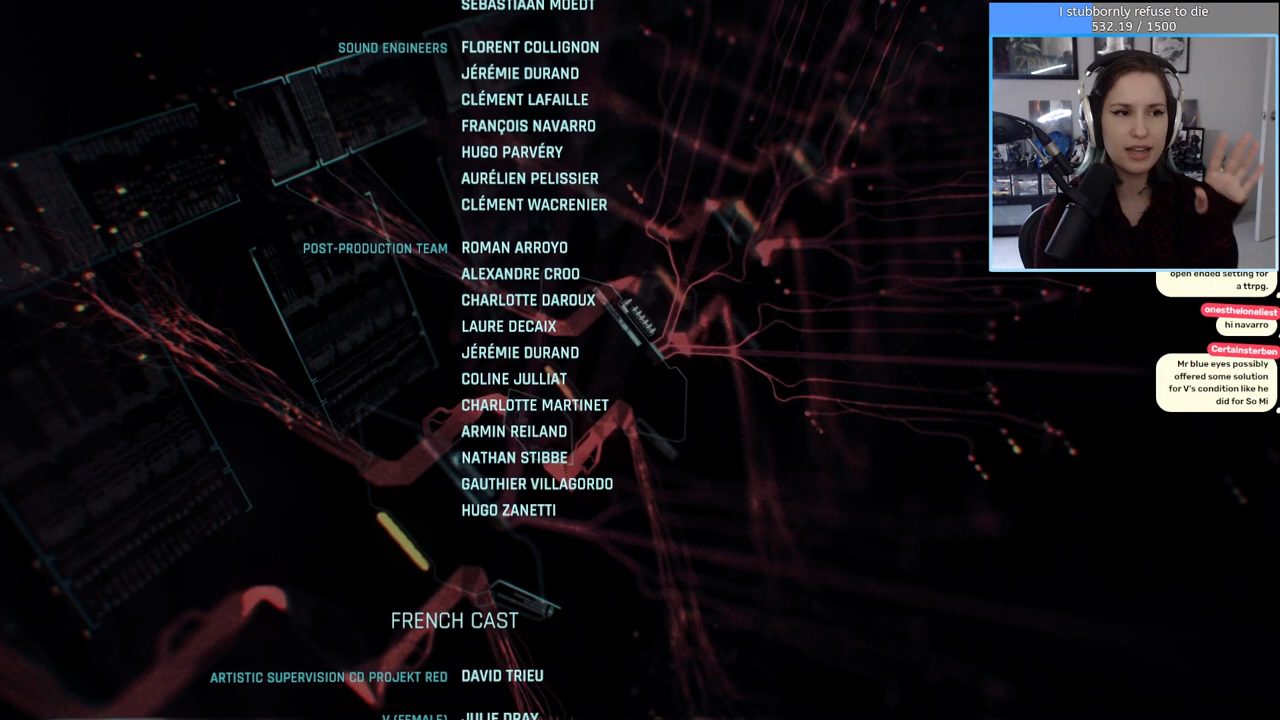 SEBASTIAAN MOEDT
SOUND ENGINEERS FLORENT COLLIGNON
JÉRÉMIE DURAND
CLÉMENT LAFAILLE
FRANÇOIS NAVARRO
HUGO PARVÉRY
AURÉLIEN PELISSIER
CLÉMENT WACRENIER
POST-PRODUCTION TEAM ROMAN ARROYO
ALEXANDRE CROO
CHARLOTTE DAROUX
LAURE DECAIX
JÉRÉMIE DURAND
COLINE JULLIAT
CHARLOTTE MARTINET
ARMIN REILAND
NATHAN STIBBE
GAUTHIER VILLAGORDO
HUGO ZANETTI
FRENCH CAST
ARTISTIC SUPERVISION CD PROJEKT RED DAVID TRIEU
V (FEMALE) JULIE DRAY
I stubbornly refuse to die
532.19 / 1500
open ended setting for
a ttrpg.
onestheloneliest
hi navarro
Certainsterben
Mr blue eyes possibly
offered some solution
for V's condition like he
did for So Mi